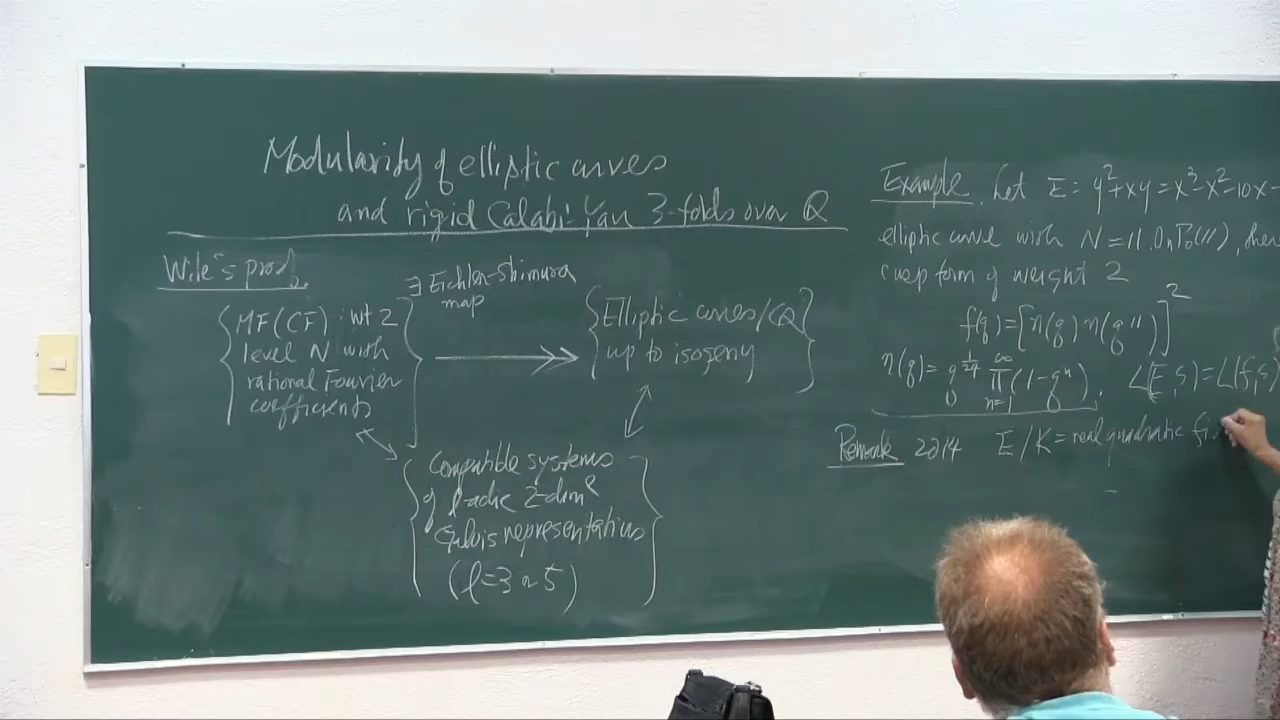 Modularity of elliptic curves
and rigid Calabi-Yau 3-folds over Q
Wile's proof.
∃ Eichler-Shimura
map
MF(CF) : wt 2
level N with
rational Fourier
coefficients
Elliptic curves/Q
up to isogeny
Compatible systems
of ℓ-adic 2-dimℓ
Galois representations
(ℓ=3 or 5)
Example. Let E: y²+xy=x³-x²-10x-
elliptic curve with N=11. On Γ₀(11), then
cusp form of weight 2
f(q)=[η(q)η(q¹¹)]²
η(q)= q^{1/24} ∏_{n=1}^{∞} (1-qⁿ). L(E,s)=L(f,s)
Remark 2014 E/K=real quadratic fi